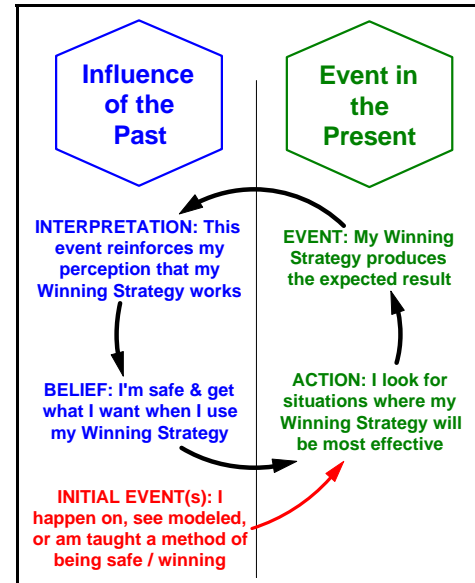 Influence
of the
Past
Event in
the
Present
INTERPRETATION: This
event reinforces my
perception that my
Winning Strategy works
EVENT: My Winning
Strategy produces
the expected result
BELIEF: I'm safe & get
what I want when I use
my Winning Strategy
ACTION: I look for
situations where my
Winning Strategy will
be most effective
INITIAL EVENT(s): I
happen on, see modeled,
or am taught a method of
being safe / winning